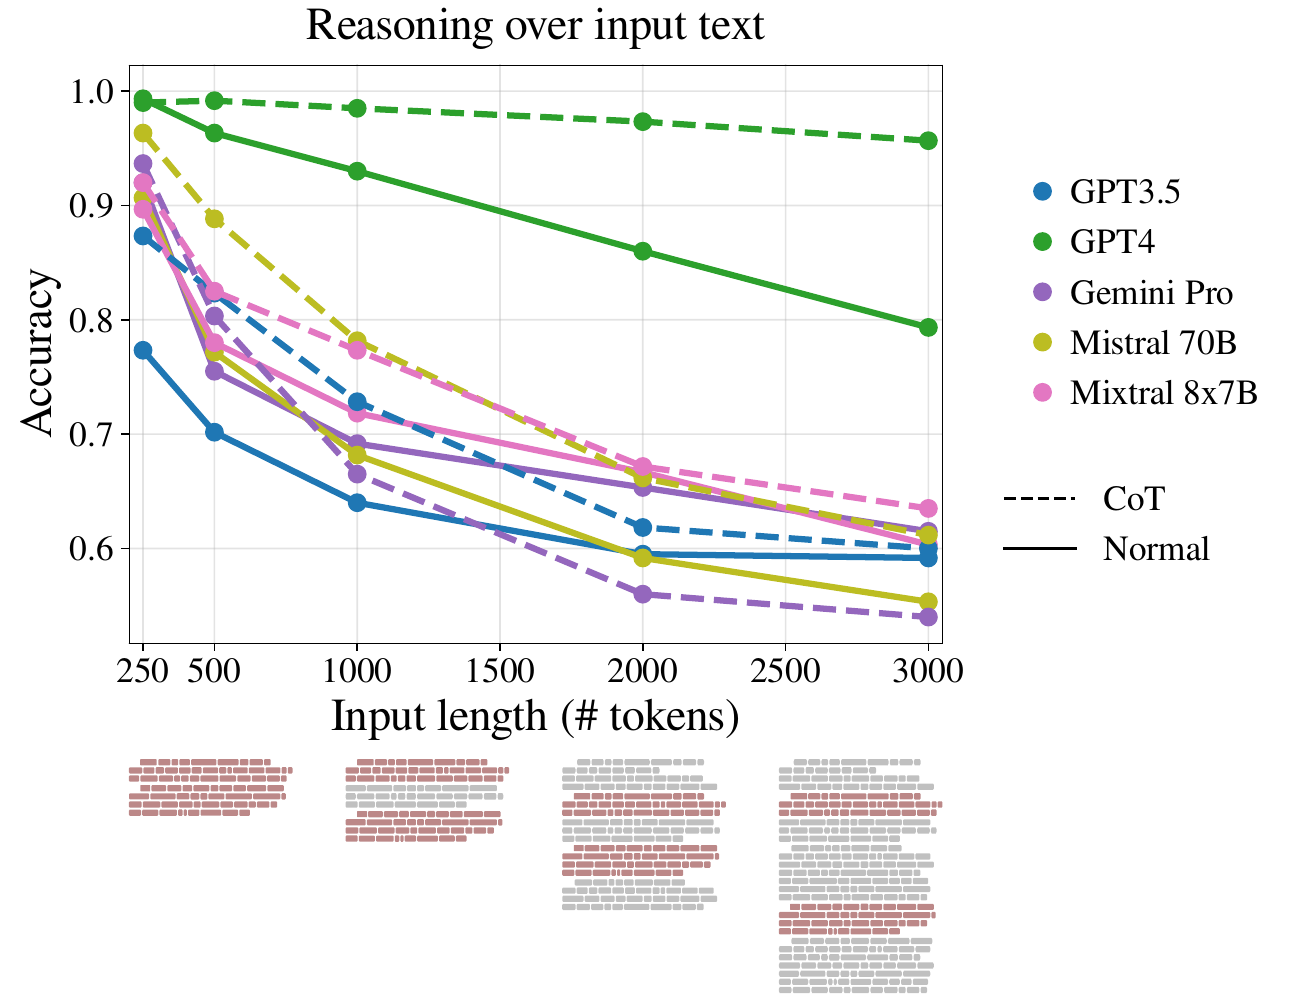 Reasoning over input text
Accuracy
1.0
0.9
0.8
0.7
0.6
250 500 1000 1500 2000 2500 3000
Input length (# tokens)
GPT3.5
GPT4
Gemini Pro
Mistral 70B
Mixtral 8x7B
CoT
Normal